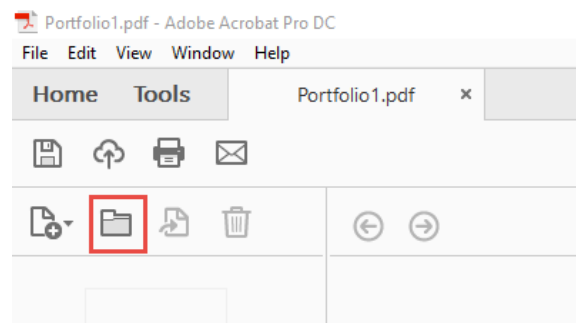 Portfolio1.pdf - Adobe Acrobat Pro DC
File Edit View Window Help
Home Tools Portfolio1.pdf ×